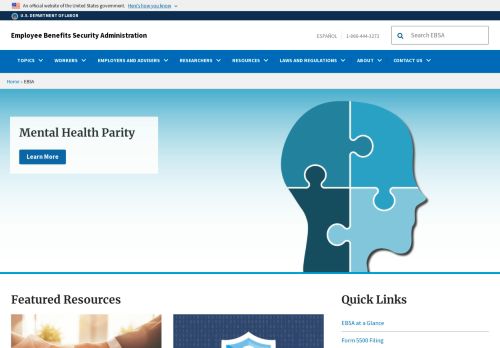 An official website of the United States government. Here's how you know
U.S. DEPARTMENT OF LABOR
Employee Benefits Security Administration
ESPAÑOL | 1-866-444-3272
Search EBSA
TOPICS WORKERS EMPLOYERS AND ADVISERS RESEARCHERS RESOURCES LAWS AND REGULATIONS ABOUT CONTACT US
Home › EBSA
Mental Health Parity
Learn More
Featured Resources
Quick Links
EBSA at a Glance
Form 5500 Filing